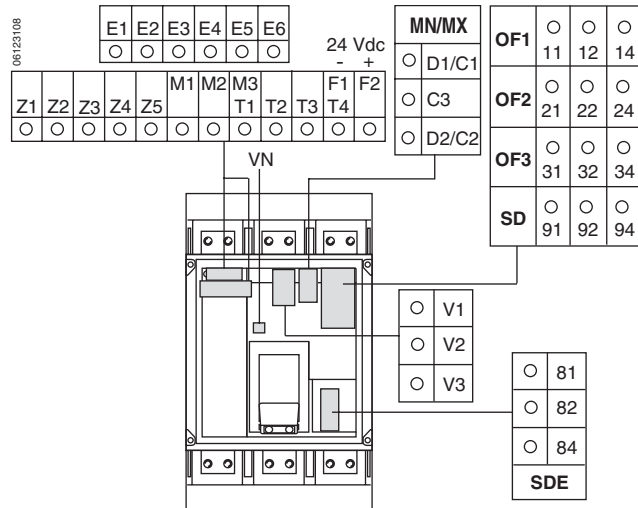 06123108
E1 E2 E3 E4 E5 E6
24 Vdc
- +
Z1 Z2 Z3 Z4 Z5 M1 M2 M3 T1 T2 T3 F1 T4 F2
VN
MN/MX
D1/C1
C3
D2/C2
OF1 11 12 14
OF2 21 22 24
OF3 31 32 34
SD 91 92 94
V1
V2
V3
81
82
84
SDE